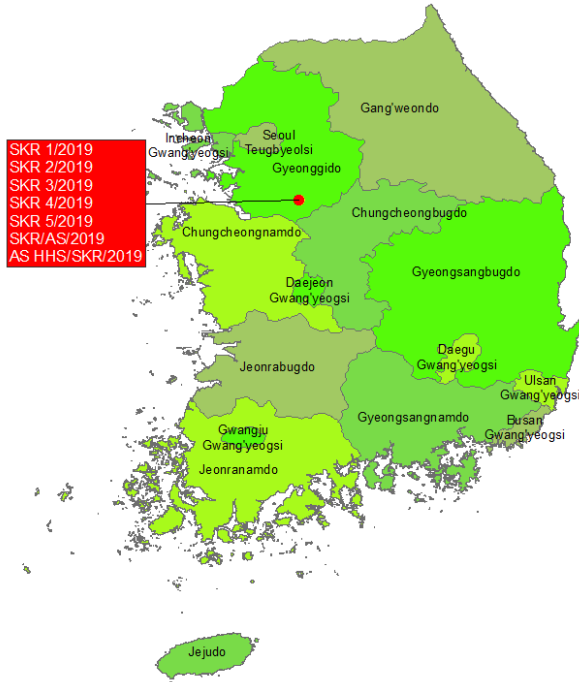 Gang'weondo
Incheon
Gwang'yeogsi
Seoul
Teugbyeolsi
Gyeonggido
SKR 1/2019
SKR 2/2019
SKR 3/2019
SKR 4/2019
SKR 5/2019
SKR/AS/2019
AS HHS/SKR/2019
Chungcheongbugdo
Chungcheongnamdo
Gyeongsangbugdo
Daejeon
Gwang'yeogsi
Daegu
Gwang'yeogsi
Jeonrabugdo
Ulsan
Gwang'yeogsi
Gyeongsangnamdo
Busan
Gwang'yeogsi
Gwangju
Gwang'yeogsi
Jeonranamdo
Jejudo